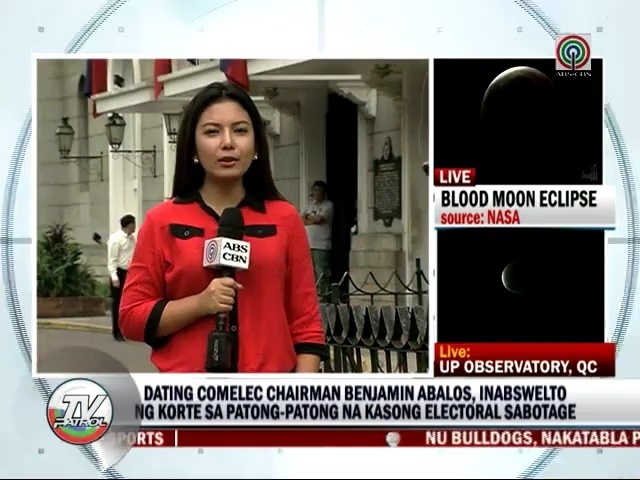 ABS-CBN
ABS CBN
LIVE
BLOOD MOON ECLIPSE
source: NASA
Live:
UP OBSERVATORY, QC
TV PATROL
DATING COMELEC CHAIRMAN BENJAMIN ABALOS, INABSWELTO
NG KORTE SA PATONG-PATONG NA KASONG ELECTORAL SABOTAGE
PORTS
NU BULLDOGS, NAKATABLA P